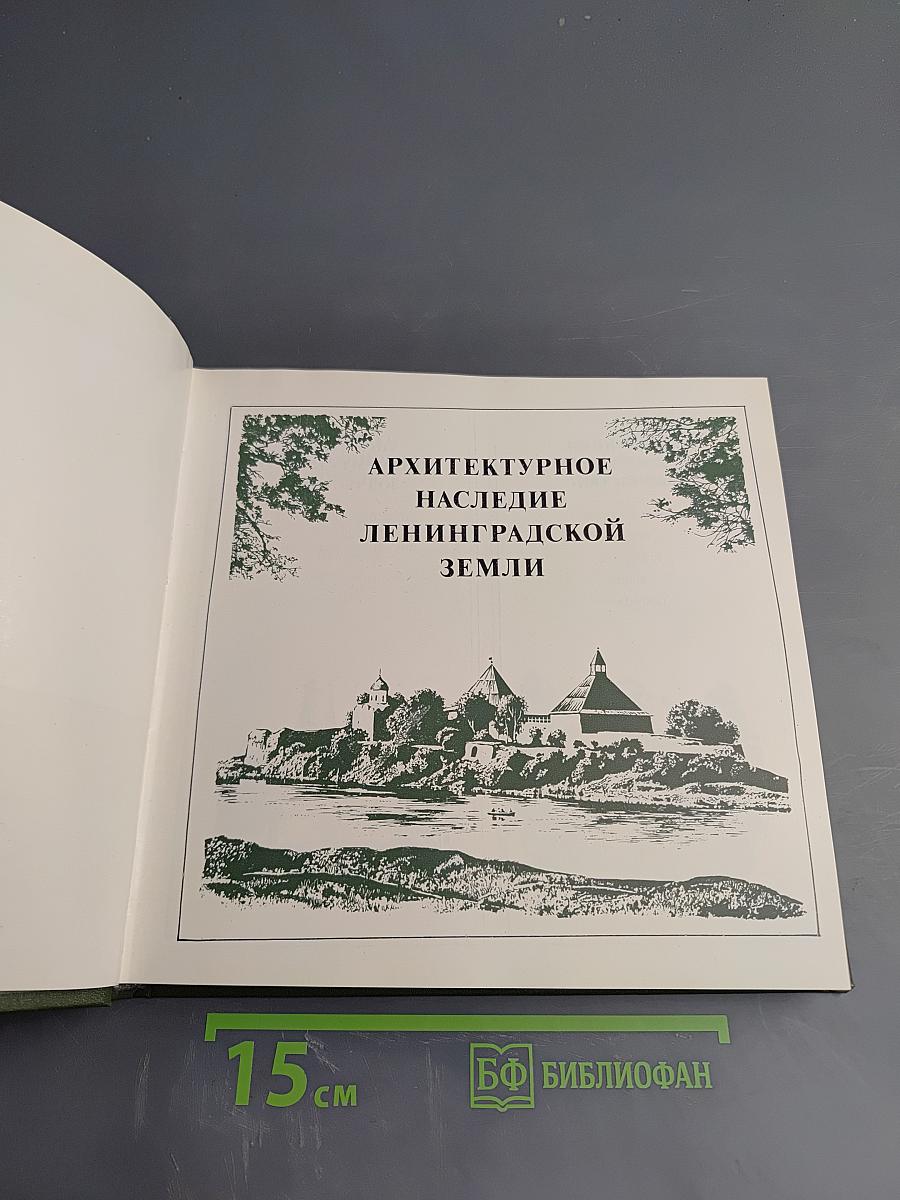 АРХИТЕКТУРНОЕ
НАСЛЕДИЕ
ЛЕНИНГРАДСКОЙ
ЗЕМЛИ
15 см
БФ БИБЛИОФАН